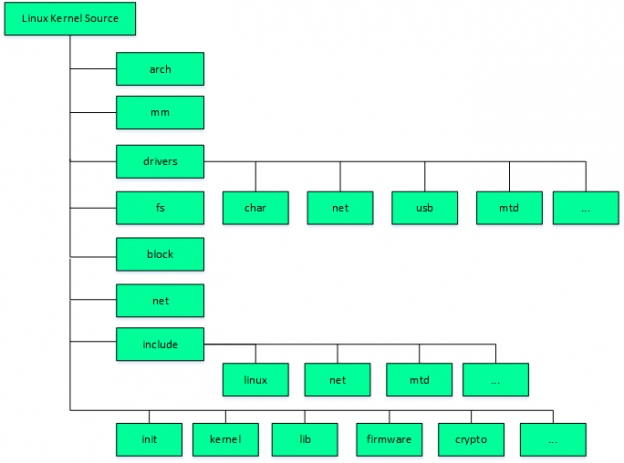 Linux Kernel Source
arch
mm
drivers
char
net
usb
mtd
...
fs
block
net
include
linux
net
mtd
...
init
kernel
lib
firmware
crypto
...